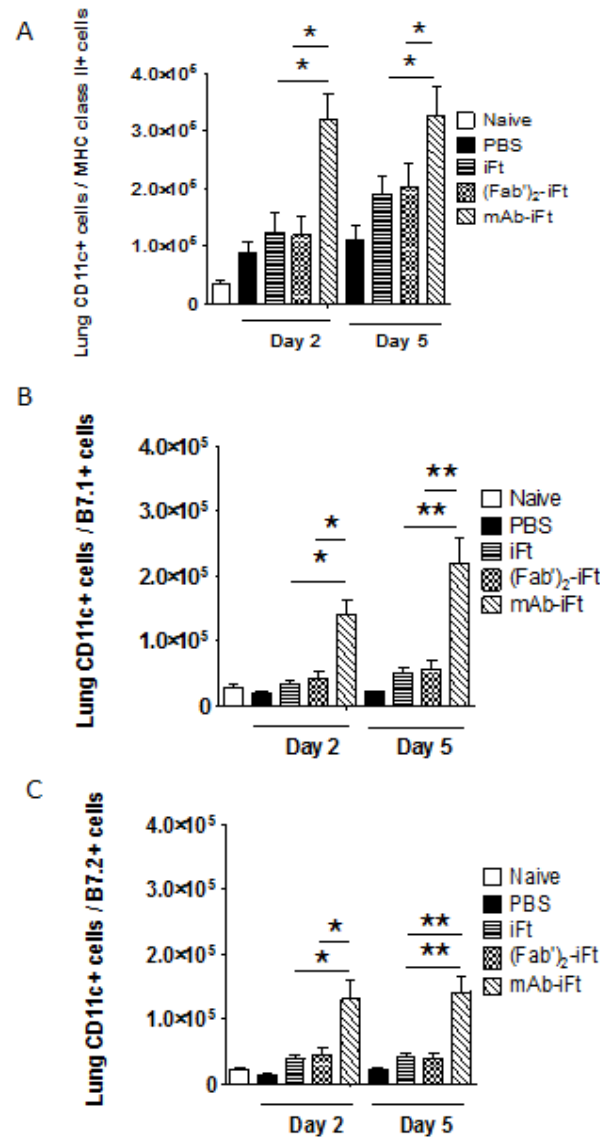 A
Lung CD11c+ cells / MHC class II+ cells
4.0×10⁶
3.0×10⁶
2.0×10⁶
1.0×10⁶
0
* *
* *
Naive
PBS
iFt
(Fab')₂-iFt
mAb-iFt
Day 2 Day 5
B
Lung CD11c+ cells / B7.1+ cells
4.0×10⁵
3.0×10⁵
2.0×10⁵
1.0×10⁵
0
* **
* **
Naive
PBS
iFt
(Fab')₂-iFt
mAb-iFt
Day 2 Day 5
C
Lung CD11c+ cells / B7.2+ cells
4.0×10⁵
3.0×10⁵
2.0×10⁵
1.0×10⁵
0
* **
* **
Naive
PBS
iFt
(Fab')₂-iFt
mAb-iFt
Day 2 Day 5